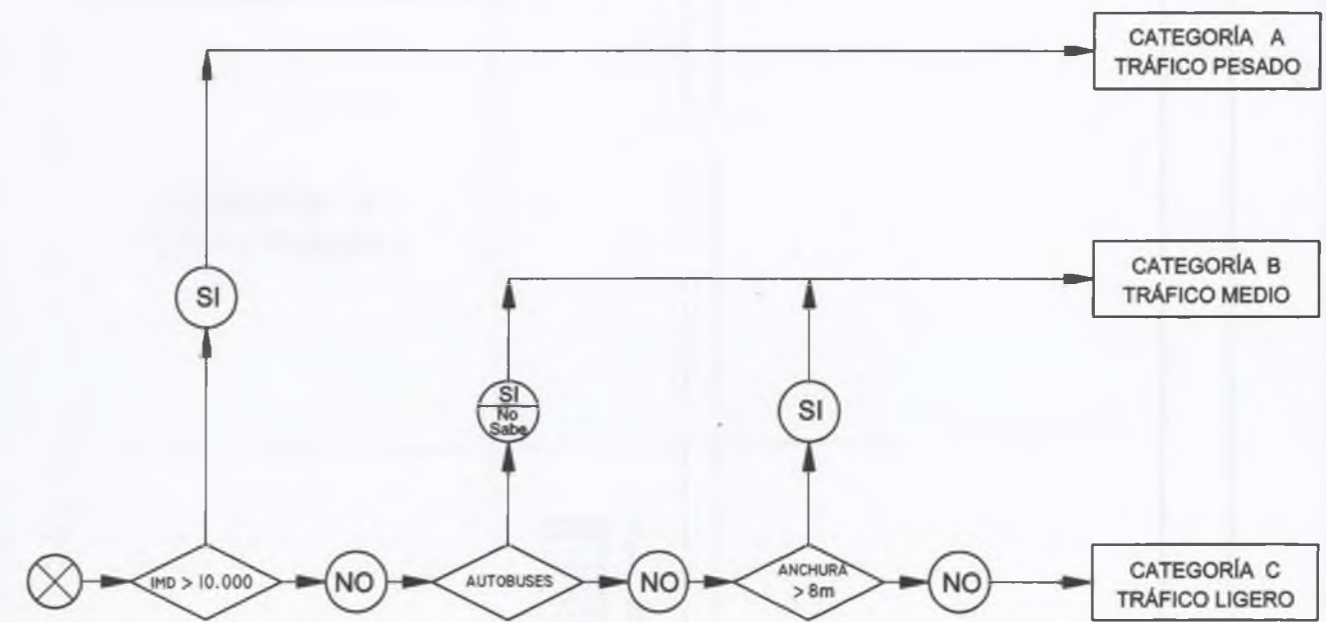 CATEGORÍA A
TRÁFICO PESADO
SI
CATEGORÍA B
TRÁFICO MEDIO
SI
No
Sabe
SI
IMD > 10.000
NO
AUTOBUSES
NO
ANCHURA
> 8m
NO
CATEGORÍA C
TRÁFICO LIGERO